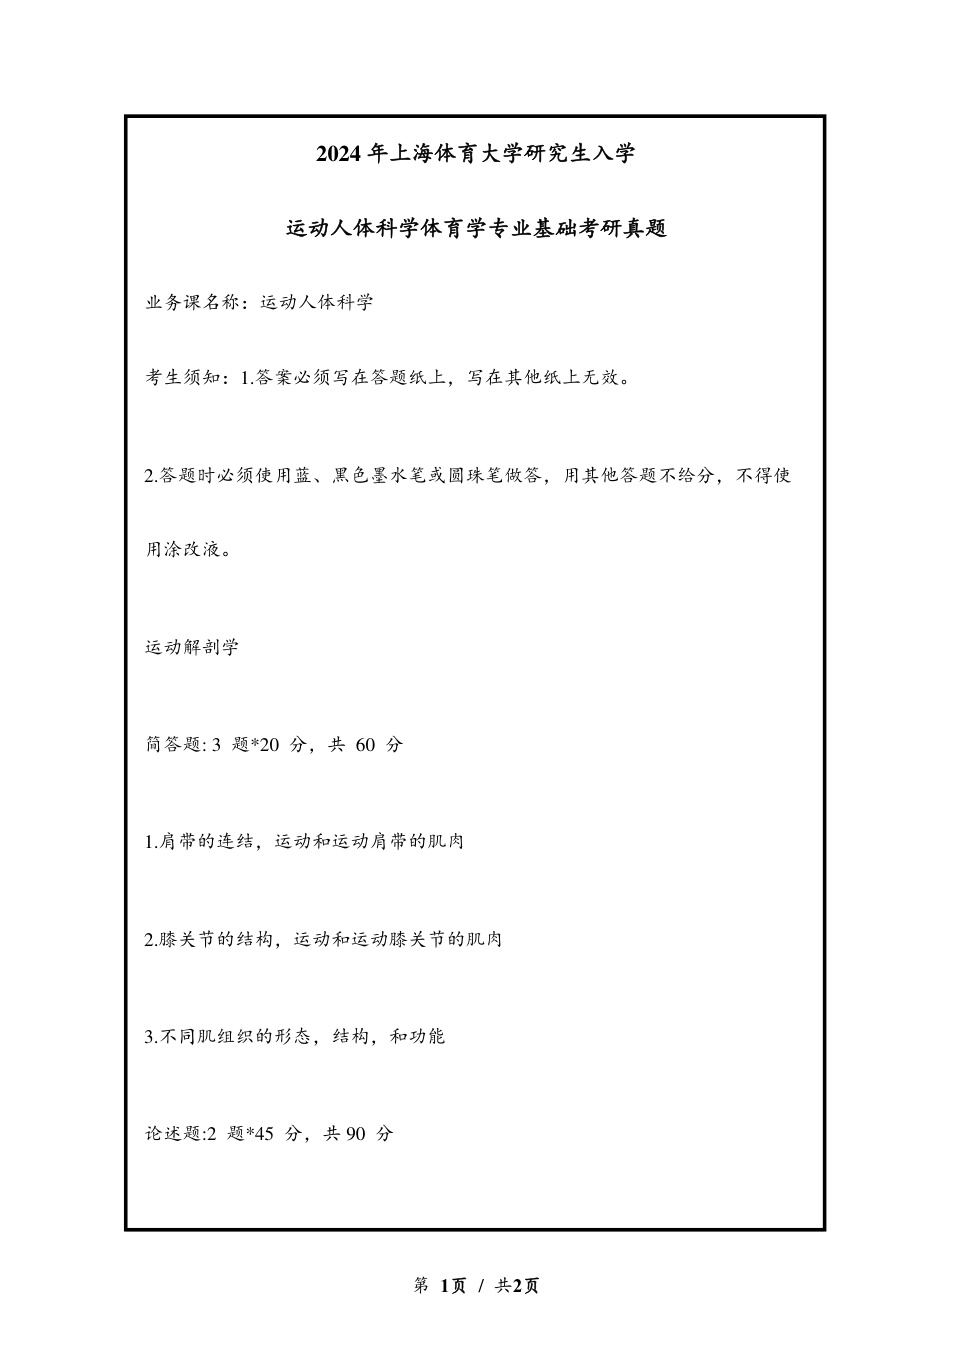 2024 年上海体育大学研究生入学
运动人体科学体育学专业基础考研真题
业务课名称：运动人体科学
考生须知：1.答案必须写在答题纸上，写在其他纸上无效。
2.答题时必须使用蓝、黑色墨水笔或圆珠笔做答，用其他答题不给分，不得使
用涂改液。
运动解剖学
简答题: 3 题*20 分，共 60 分
1.肩带的连结，运动和运动肩带的肌肉
2.膝关节的结构，运动和运动膝关节的肌肉
3.不同肌组织的形态，结构，和功能
论述题:2 题*45 分，共 90 分
第 1页 / 共2页